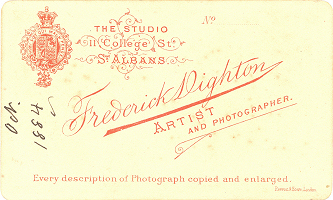 THE STUDIO
11 College St.
St. ALBANS
No
Frederick Dighton
ARTIST
AND PHOTOGRAPHER.
1884
Every description of Photograph copied and enlarged.